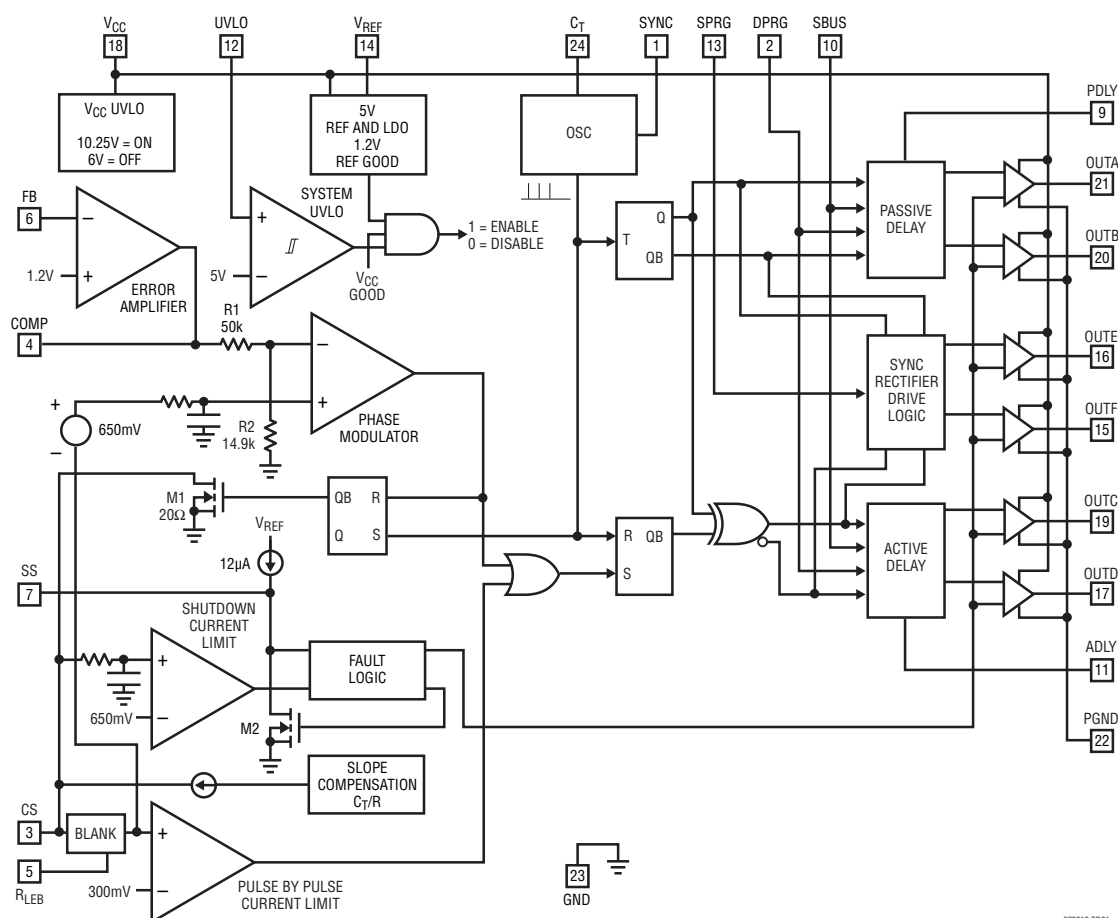 VCC
18
UVLO
12
VREF
14
CT
24
SYNC
1
SPRG
13
DPRG
2
SBUS
10
VCC UVLO
10.25V = ON
6V = OFF
5V
REF AND LDO
1.2V
REF GOOD
OSC
PDLY
9
FB
6
−
+
1.2V
ERROR
AMPLIFIER
SYSTEM
UVLO
+
−
5V
VCC
GOOD
1 = ENABLE
0 = DISABLE
T
Q
QB
PASSIVE
DELAY
OUTA
21
OUTB
20
COMP
4
R1
50k
−
+
PHASE
MODULATOR
R2
14.9k
+
650mV
−
SYNC
RECTIFIER
DRIVE
LOGIC
OUTE
16
OUTF
15
M1
20Ω
QB
R
Q
S
VREF
12µA
R
QB
S
ACTIVE
DELAY
OUTC
19
OUTD
17
SS
7
SHUTDOWN
CURRENT
LIMIT
+
−
650mV
FAULT
LOGIC
M2
ADLY
11
PGND
22
SLOPE
COMPENSATION
CT/R
CS
3
BLANK
5
RLEB
+
−
300mV
PULSE BY PULSE
CURRENT LIMIT
23
GND